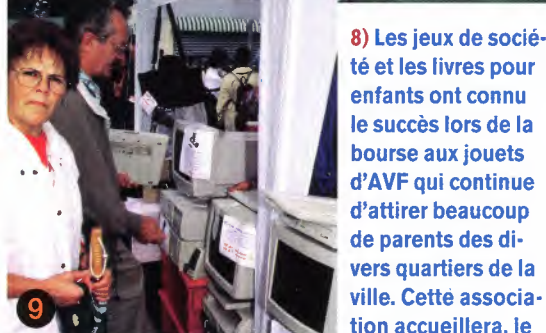 8) Les jeux de socié-
té et les livres pour
enfants ont connu
le succès lors de la
bourse aux jouets
d'AVF qui continue
d'attirer beaucoup
de parents des di-
vers quartiers de la
ville. Cette associa-
tion accueillera, le
9